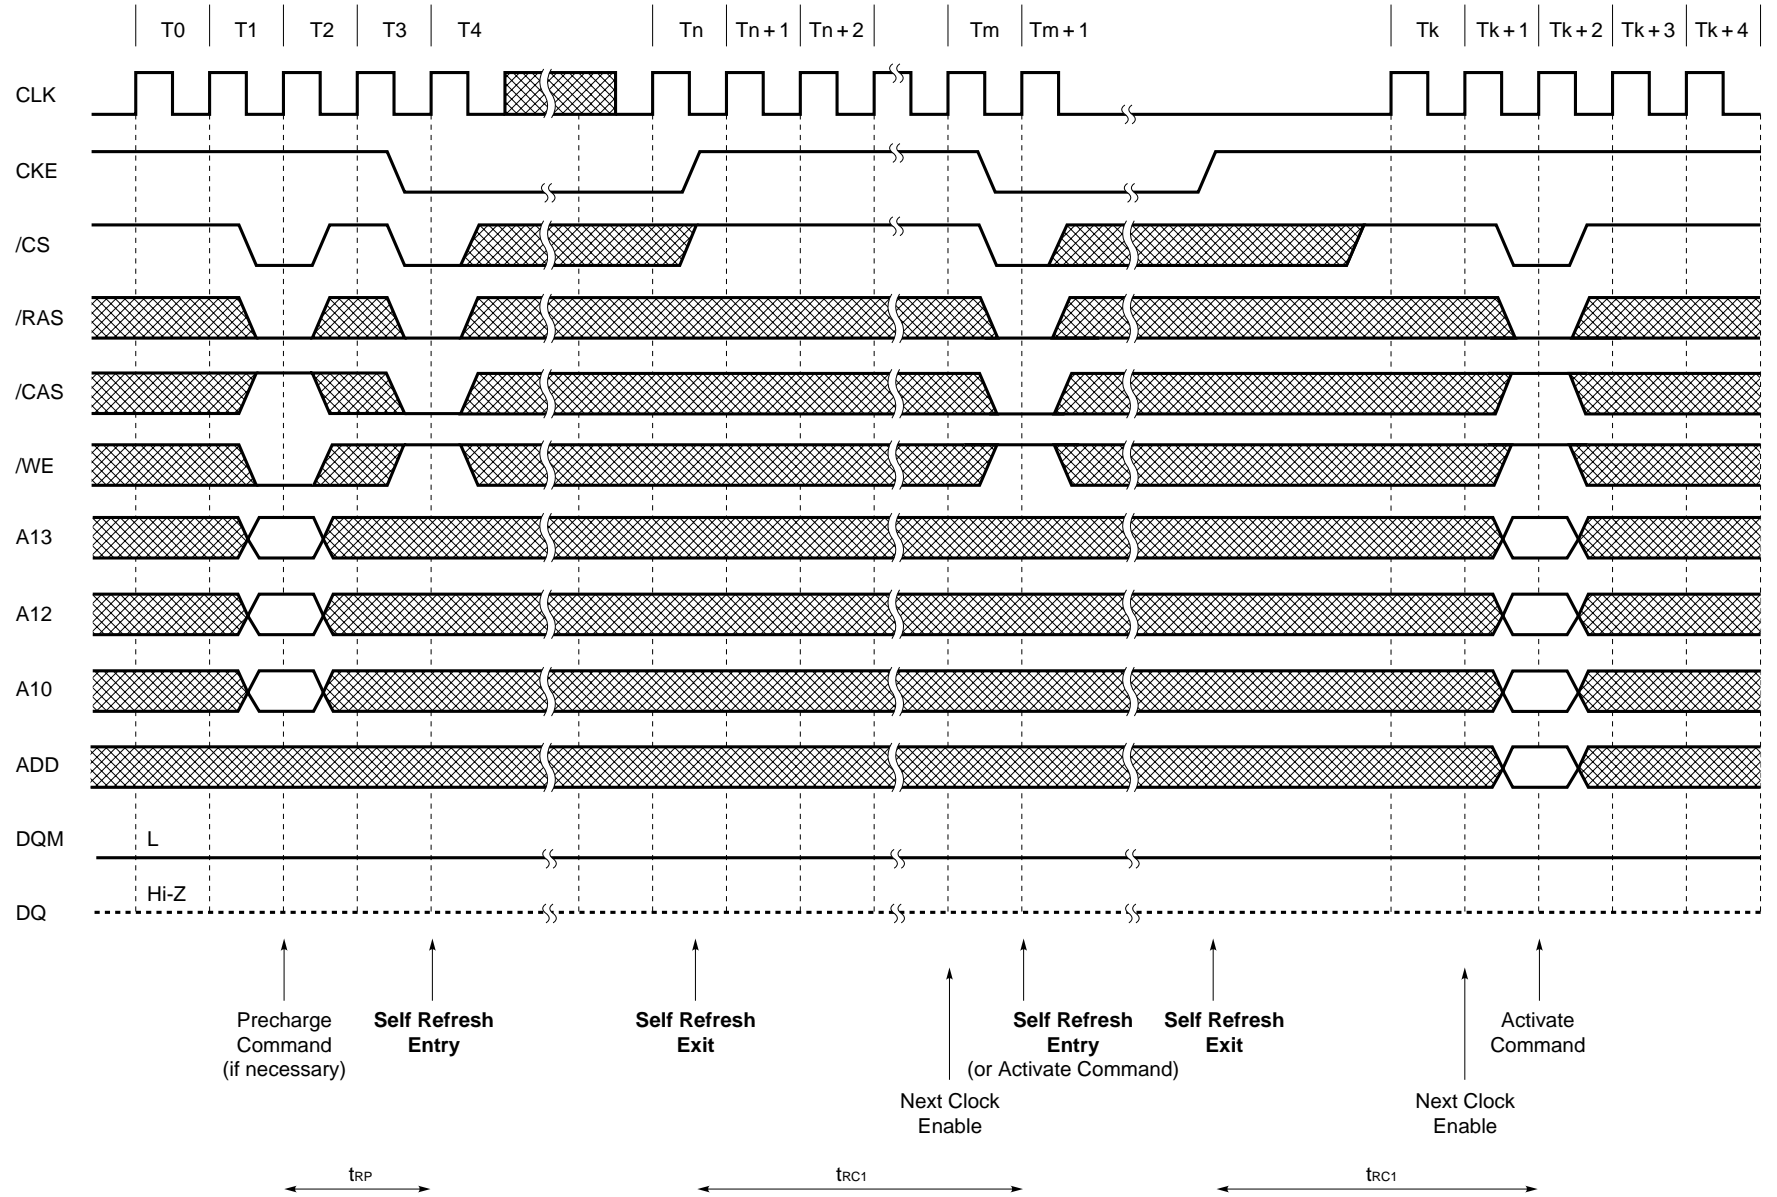 T0 T1 T2 T3 T4 Tn Tn + 1 Tn + 2 Tm Tm + 1 Tk Tk + 1 Tk + 2 Tk + 3 Tk + 4
CLK
CKE
/CS
/RAS
/CAS
/WE
A13
A12
A10
ADD
DQM
L
Hi-Z
DQ
Precharge
Command
(if necessary)
Self Refresh
Entry
Self Refresh
Exit
Self Refresh
Entry
(or Activate Command)
Self Refresh
Exit
Activate
Command
Next Clock
Enable
Next Clock
Enable
tRP
tRC1
tRC1